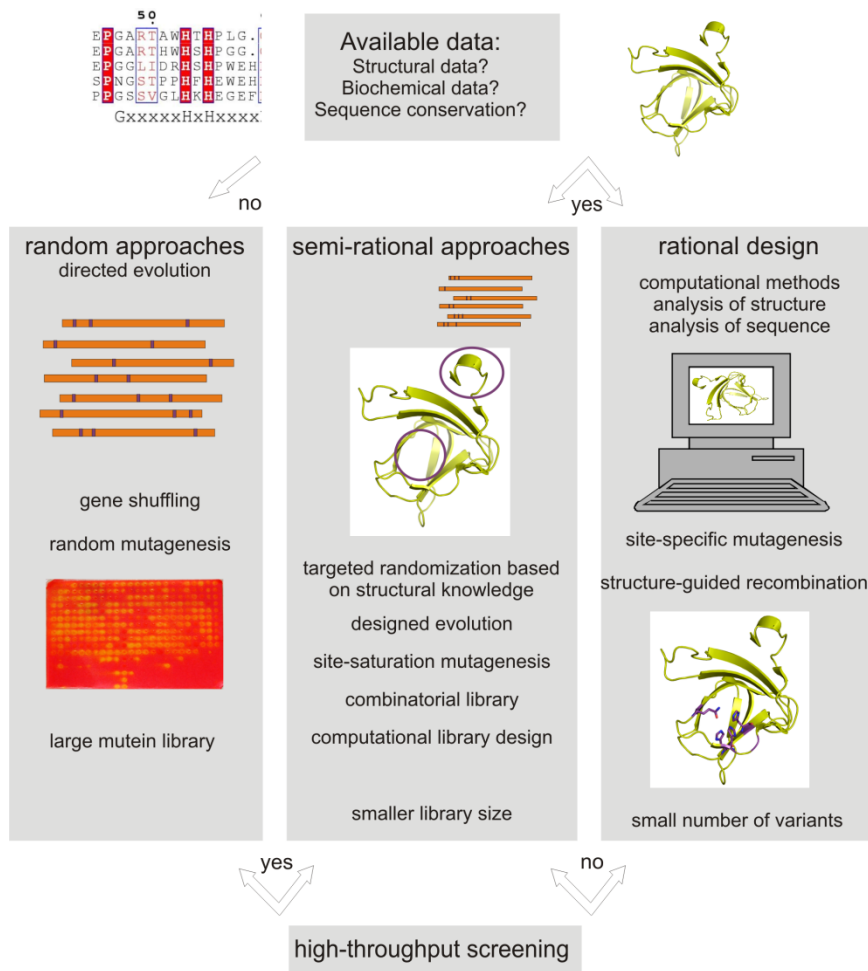 50
EPGARTAWHTHPLG.
EPGARTHWHSHPGG.
EPGGLIDRHSHPWEH
SPNGSTPPHFHWEH
PPGSSVGLHKHEGEF
GxxxxxHxHxxxx
Available data:
Structural data?
Biochemical data?
Sequence conservation?
no
yes
random approaches
directed evolution
gene shuffling
random mutagenesis
large mutein library
semi-rational approaches
targeted randomization based
on structural knowledge
designed evolution
site-saturation mutagenesis
combinatorial library
computational library design
smaller library size
rational design
computational methods
analysis of structure
analysis of sequence
site-specific mutagenesis
structure-guided recombination
small number of variants
yes
no
high-throughput screening